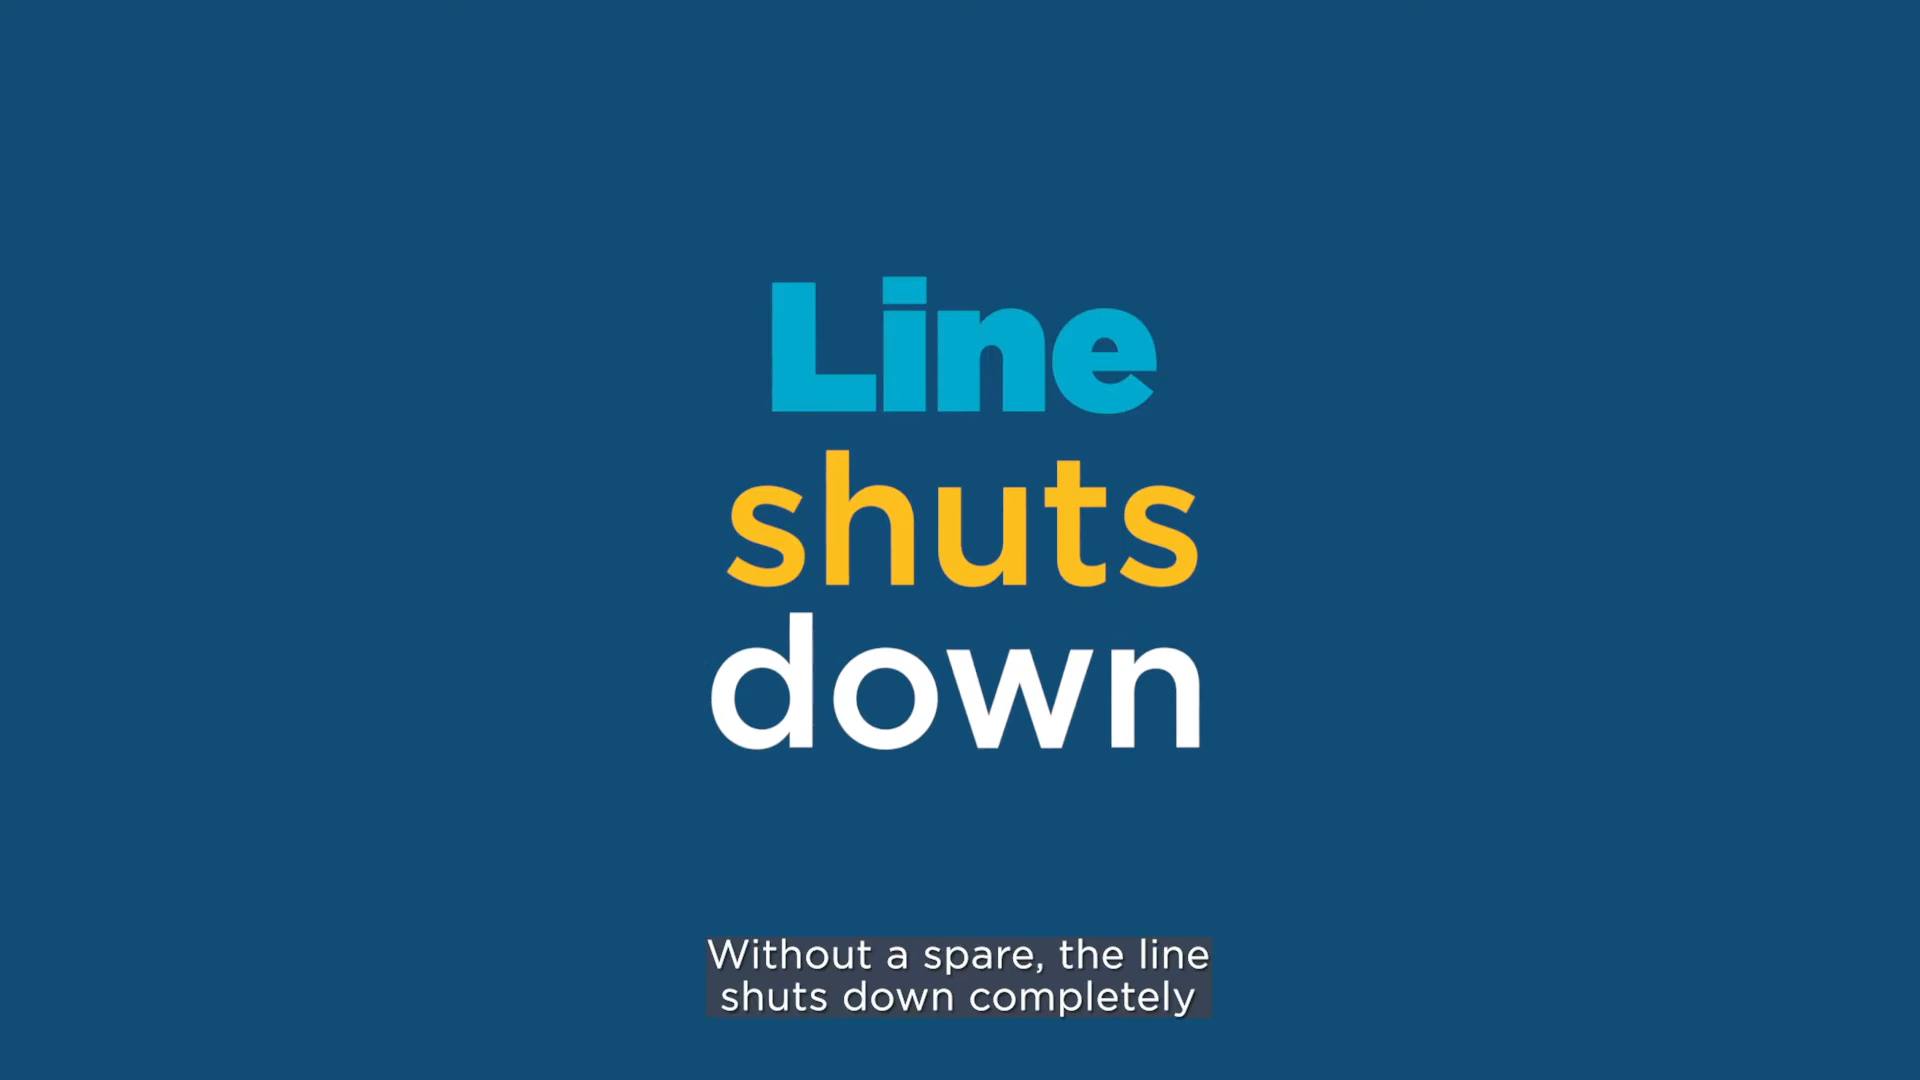 Line
shuts
down
Without a spare, the line
shuts down completely